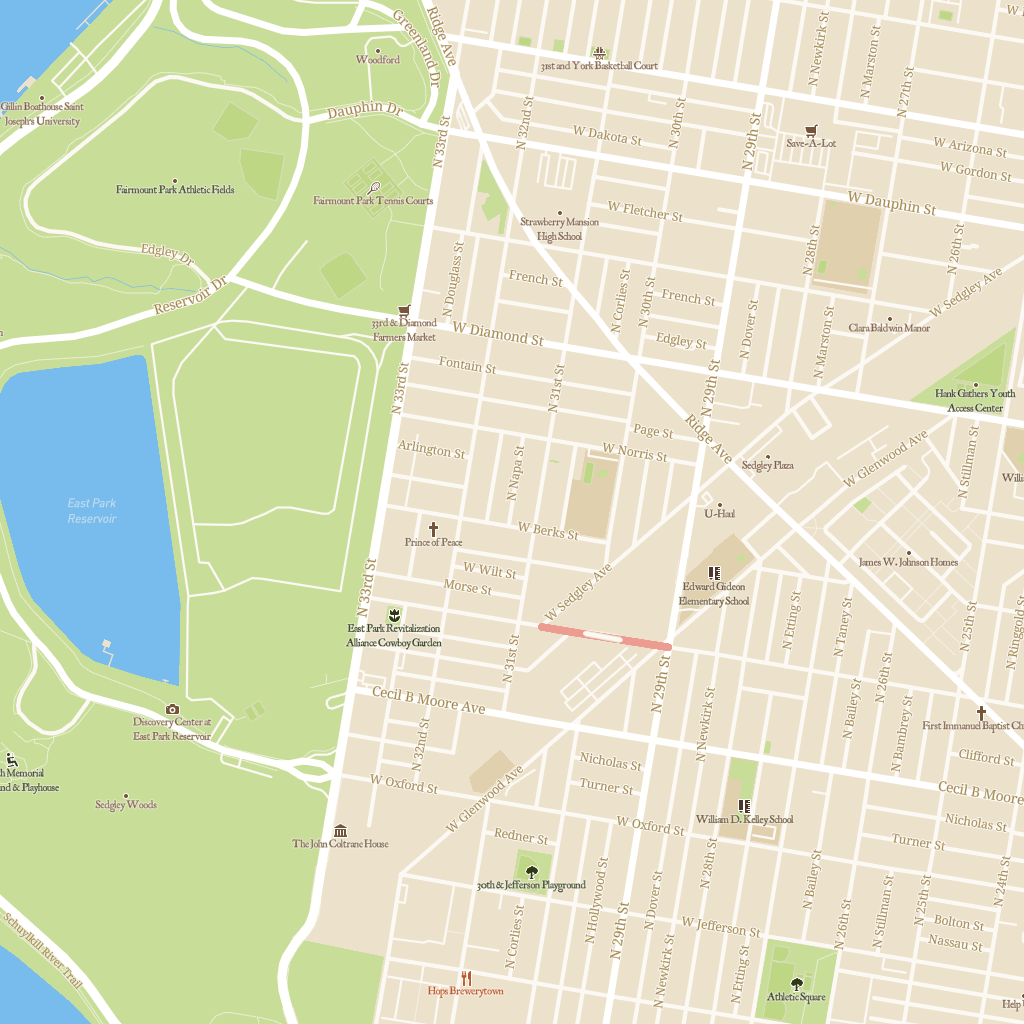 Greenland Dr
Ridge Ave
Woodford
31st and York Basketball Court
N Newkirk St
N Marston St
N 27th St
Gillin Boathouse Saint
Joseph's University
Dauphin Dr
N 33rd St
N 32nd St
W Dakota St
N 30th St
N 29th St
Save-A-Lot
W Arizona St
W Gordon St
Fairmount Park Athletic Fields
Fairmount Park Tennis Courts
Strawberry Mansion
High School
W Fletcher St
W Dauphin St
Edgley Dr
Reservoir Dr
N Douglass St
French St
N Corlies St
N 30th St
French St
N 28th St
N 26th St
W Sedgley Ave
33rd & Diamond
Farmers Market
W Diamond St
Edgley St
N Dover St
N Marston St
Clara Baldwin Manor
Fontain St
N 33rd St
N 31st St
N 29th St
Hank Gathers Youth
Access Center
Arlington St
N Napa St
Page St
W Norris St
Ridge Ave
Sedgley Plaza
W Glenwood Ave
N Stillman St
East Park
Reservoir
Prince of Peace
W Berks St
U-Haul
James W. Johnson Homes
N 33rd St
W Wilt St
Morse St
W Sedgley Ave
Edward Gideon
Elementary School
East Park Revitalization
Alliance Cowboy Garden
N 31st St
N Etting St
N Taney St
N 26th St
N 25th St
N Ringgold St
Cecil B Moore Ave
N 29th St
N Newkirk St
N Bailey St
N Bambrey St
First Immanuel Baptist
Discovery Center at
East Park Reservoir
N 32nd St
Nicholas St
Turner St
Clifford St
Memorial
& Playhouse
Sedgley Woods
W Oxford St
W Glenwood Ave
Cecil B Moore
The John Coltrane House
Redner St
W Oxford St
William D. Kelley School
Nicholas St
Turner St
30th & Jefferson Playground
N Corlies St
N Hollywood St
N 29th St
N Dover St
N 28th St
N Bailey St
N 26th St
N Stillman St
N 25th St
N 24th St
W Jefferson St
Bolton St
Nassau St
Schuylkill River Trail
Hops Brewerytown
N Newkirk St
N Etting St
Athletic Square
Help